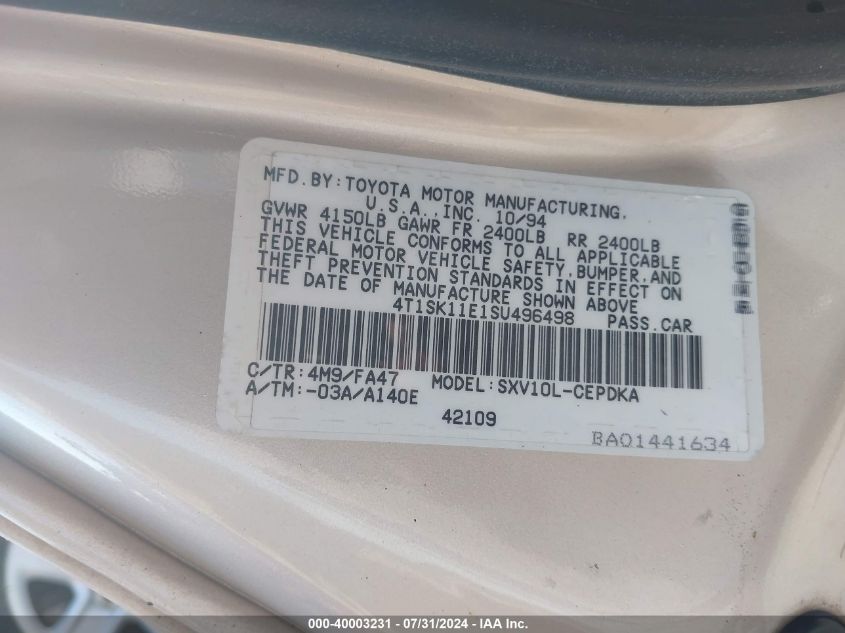 MFD.BY:TOYOTA MOTOR MANUFACTURING,
U.S.A.,INC. 10/94
GVWR 4150LB GAWR FR 2400LB RR 2400LB
THIS VEHICLE CONFORMS TO ALL APPLICABLE
FEDERAL MOTOR VEHICLE SAFETY,BUMPER,AND
THEFT PREVENTION STANDARDS IN EFFECT ON
THE DATE OF MANUFACTURE SHOWN ABOVE
4T1SK11E1SU496498 PASS.CAR
C/TR:4M9/FA47 MODEL:SXV10L-CEPDKA
A/TM:-03A/A140E
42109
BA01441634
000-40003231 - 07/31/2024 - IAA Inc.